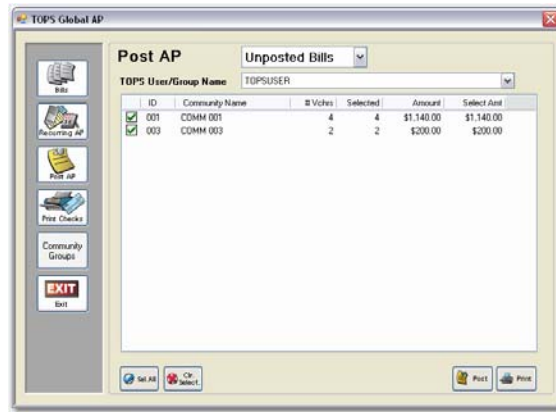 TOPS Global AP
Bills
Recurring AP
Post AP
Print Checks
Community
Groups
EXIT
Exit
Post AP
Unposted Bills
TOPS User/Group Name
TOPSUSER
ID Community Name # Vchrs Selected Amount Select Amt
001 COMM 001 4 4 $1,140.00 $1,140.00
003 COMM 003 2 2 $200.00 $200.00
Sel. All
Clr.
Select.
Post
Print